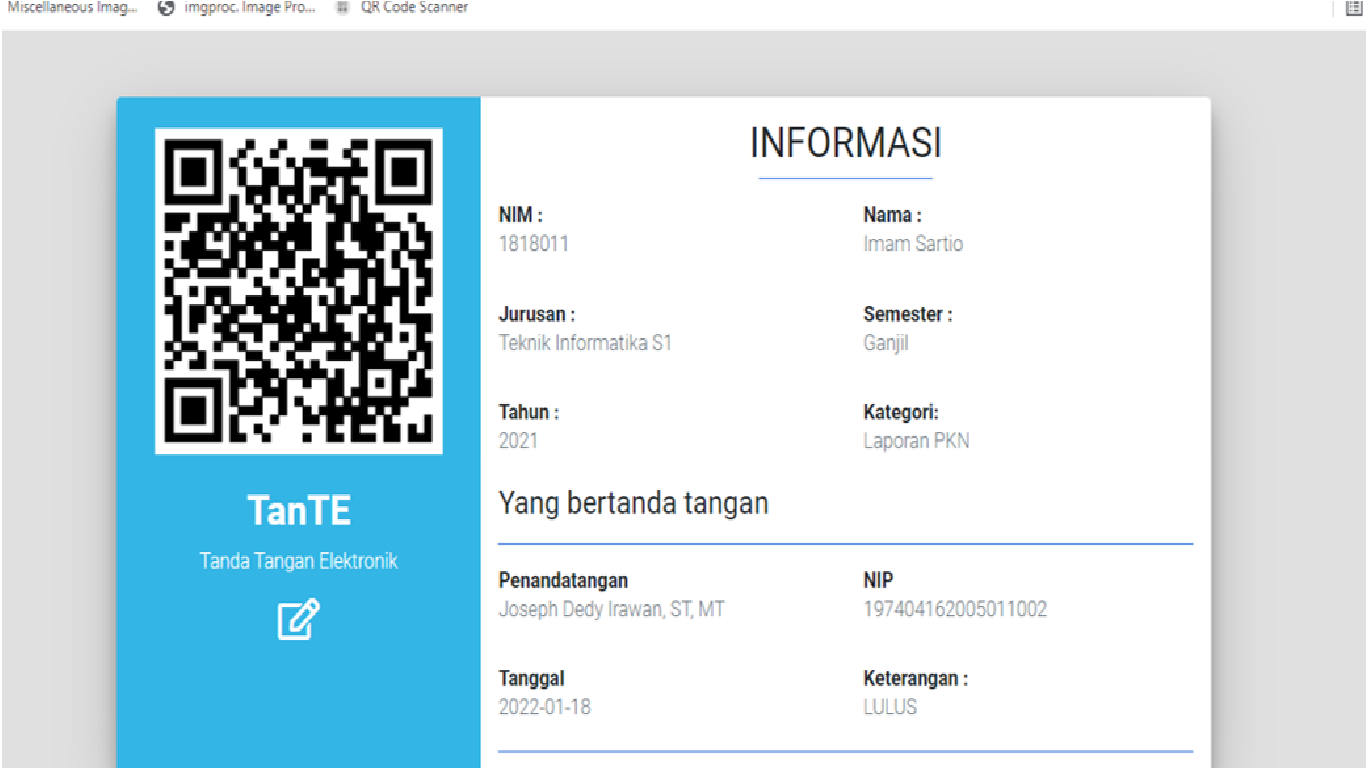 Miscellaneous Imag... imgproc. Image Pro... QR Code Scanner
TanTE
Tanda Tangan Elektronik
INFORMASI
NIM : Nama :
1818011 Imam Sartio
Jurusan : Semester :
Teknik Informatika S1 Ganjil
Tahun : Kategori:
2021 Laporan PKN
Yang bertanda tangan
Penandatangan NIP
Joseph Dedy Irawan, ST, MT 197404162005011002
Tanggal Keterangan :
2022-01-18 LULUS